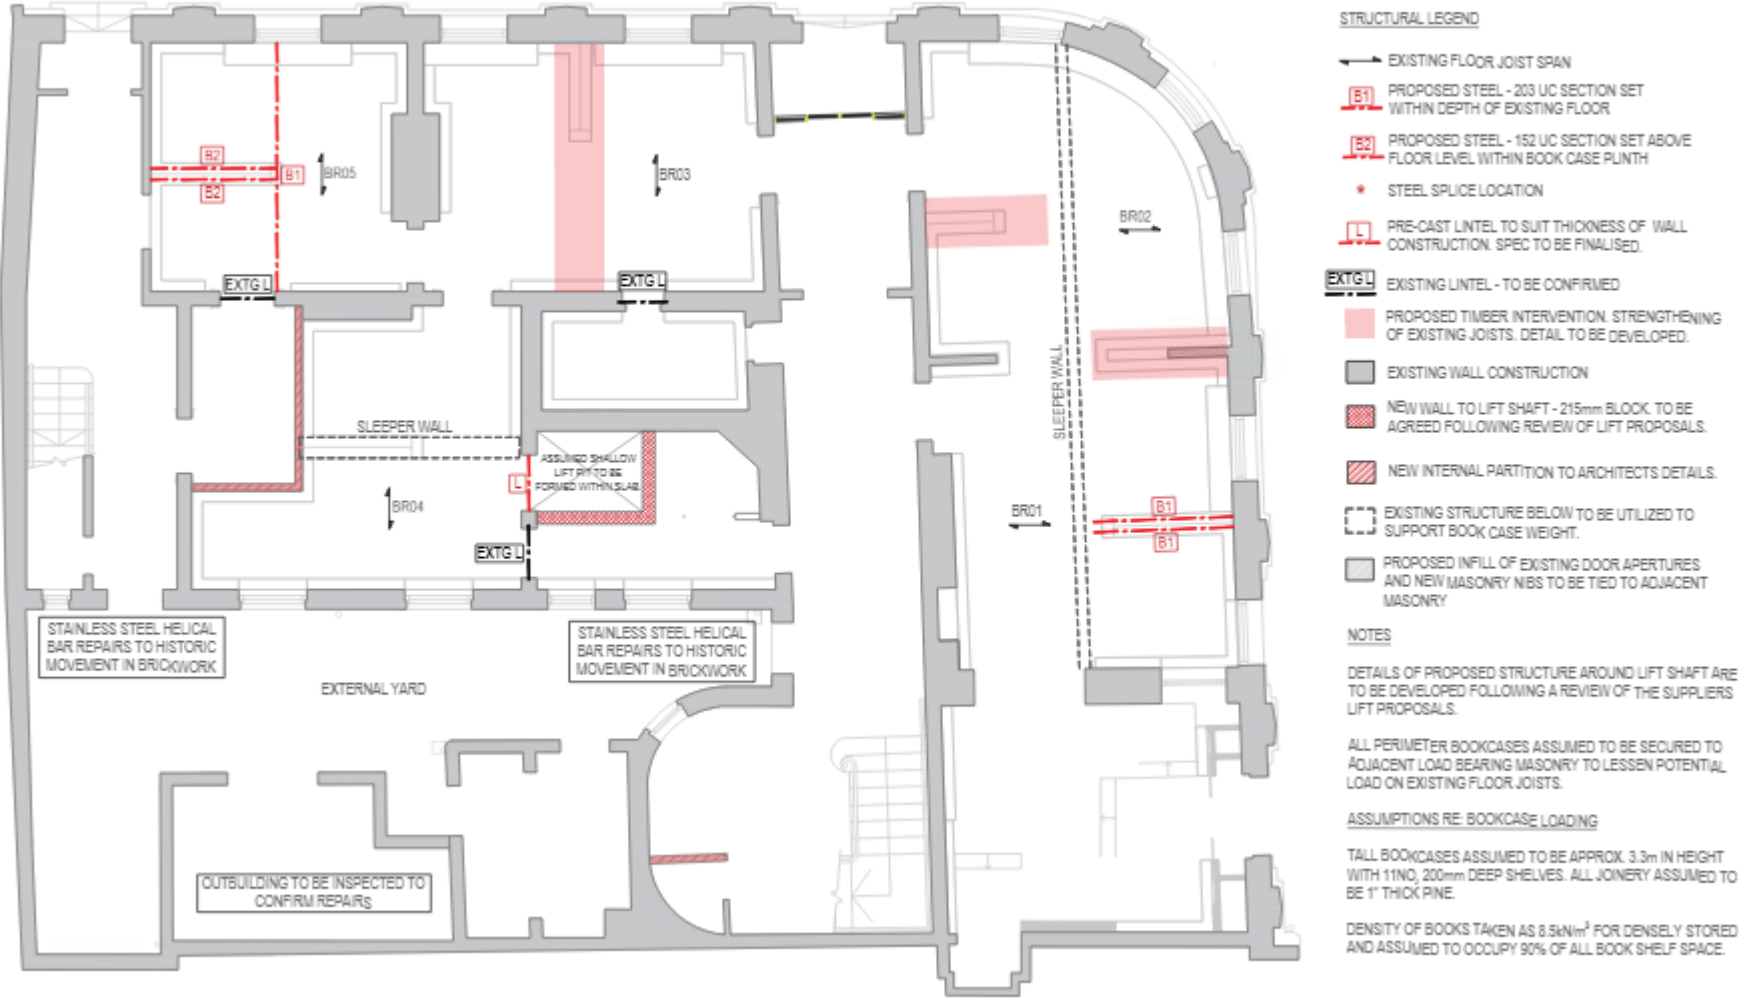 B2
B2
B1
BR05
BR03
BR02
EXTG L
EXTG L
SLEEPER WALL
SLEEPER WALL
ASSUMED SHALLOW
LIFT PIT TO BE
FORMED WITHIN SLAB.
L
BR04
EXTG L
BR01
B1
B1
STAINLESS STEEL HELICAL
BAR REPAIRS TO HISTORIC
MOVEMENT IN BRICKWORK
STAINLESS STEEL HELICAL
BAR REPAIRS TO HISTORIC
MOVEMENT IN BRICKWORK
EXTERNAL YARD
OUTBUILDING TO BE INSPECTED TO
CONFIRM REPAIRS
STRUCTURAL LEGEND
EXISTING FLOOR JOIST SPAN
B1
PROPOSED STEEL - 203 UC SECTION SET
WITHIN DEPTH OF EXISTING FLOOR
B2
PROPOSED STEEL - 152 UC SECTION SET ABOVE
FLOOR LEVEL WITHIN BOOK CASE PLINTH
* STEEL SPLICE LOCATION
L
PRE-CAST LINTEL TO SUIT THICKNESS OF WALL
CONSTRUCTION. SPEC TO BE FINALISED.
EXTG L
EXISTING LINTEL - TO BE CONFIRMED
PROPOSED TIMBER INTERVENTION. STRENGTHENING
OF EXISTING JOISTS. DETAIL TO BE DEVELOPED.
EXISTING WALL CONSTRUCTION
NEW WALL TO LIFT SHAFT - 215mm BLOCK. TO BE
AGREED FOLLOWING REVIEW OF LIFT PROPOSALS.
NEW INTERNAL PARTITION TO ARCHITECTS DETAILS.
EXISTING STRUCTURE BELOW TO BE UTILIZED TO
SUPPORT BOOK CASE WEIGHT.
PROPOSED INFILL OF EXISTING DOOR APERTURES
AND NEW MASONRY NIBS TO BE TIED TO ADJACENT
MASONRY
NOTES
DETAILS OF PROPOSED STRUCTURE AROUND LIFT SHAFT ARE
TO BE DEVELOPED FOLLOWING A REVIEW OF THE SUPPLIERS
LIFT PROPOSALS.
ALL PERIMETER BOOKCASES ASSUMED TO BE SECURED TO
ADJACENT LOAD BEARING MASONRY TO LESSEN POTENTIAL
LOAD ON EXISTING FLOOR JOISTS.
ASSUMPTIONS RE: BOOKCASE LOADING
TALL BOOKCASES ASSUMED TO BE APPROX. 3.3m IN HEIGHT
WITH 11NO, 200mm DEEP SHELVES. ALL JOINERY ASSUMED TO
BE 1" THICK PINE.
DENSITY OF BOOKS TAKEN AS 8.5kN/m³ FOR DENSELY STORED
AND ASSUMED TO OCCUPY 90% OF ALL BOOK SHELF SPACE.